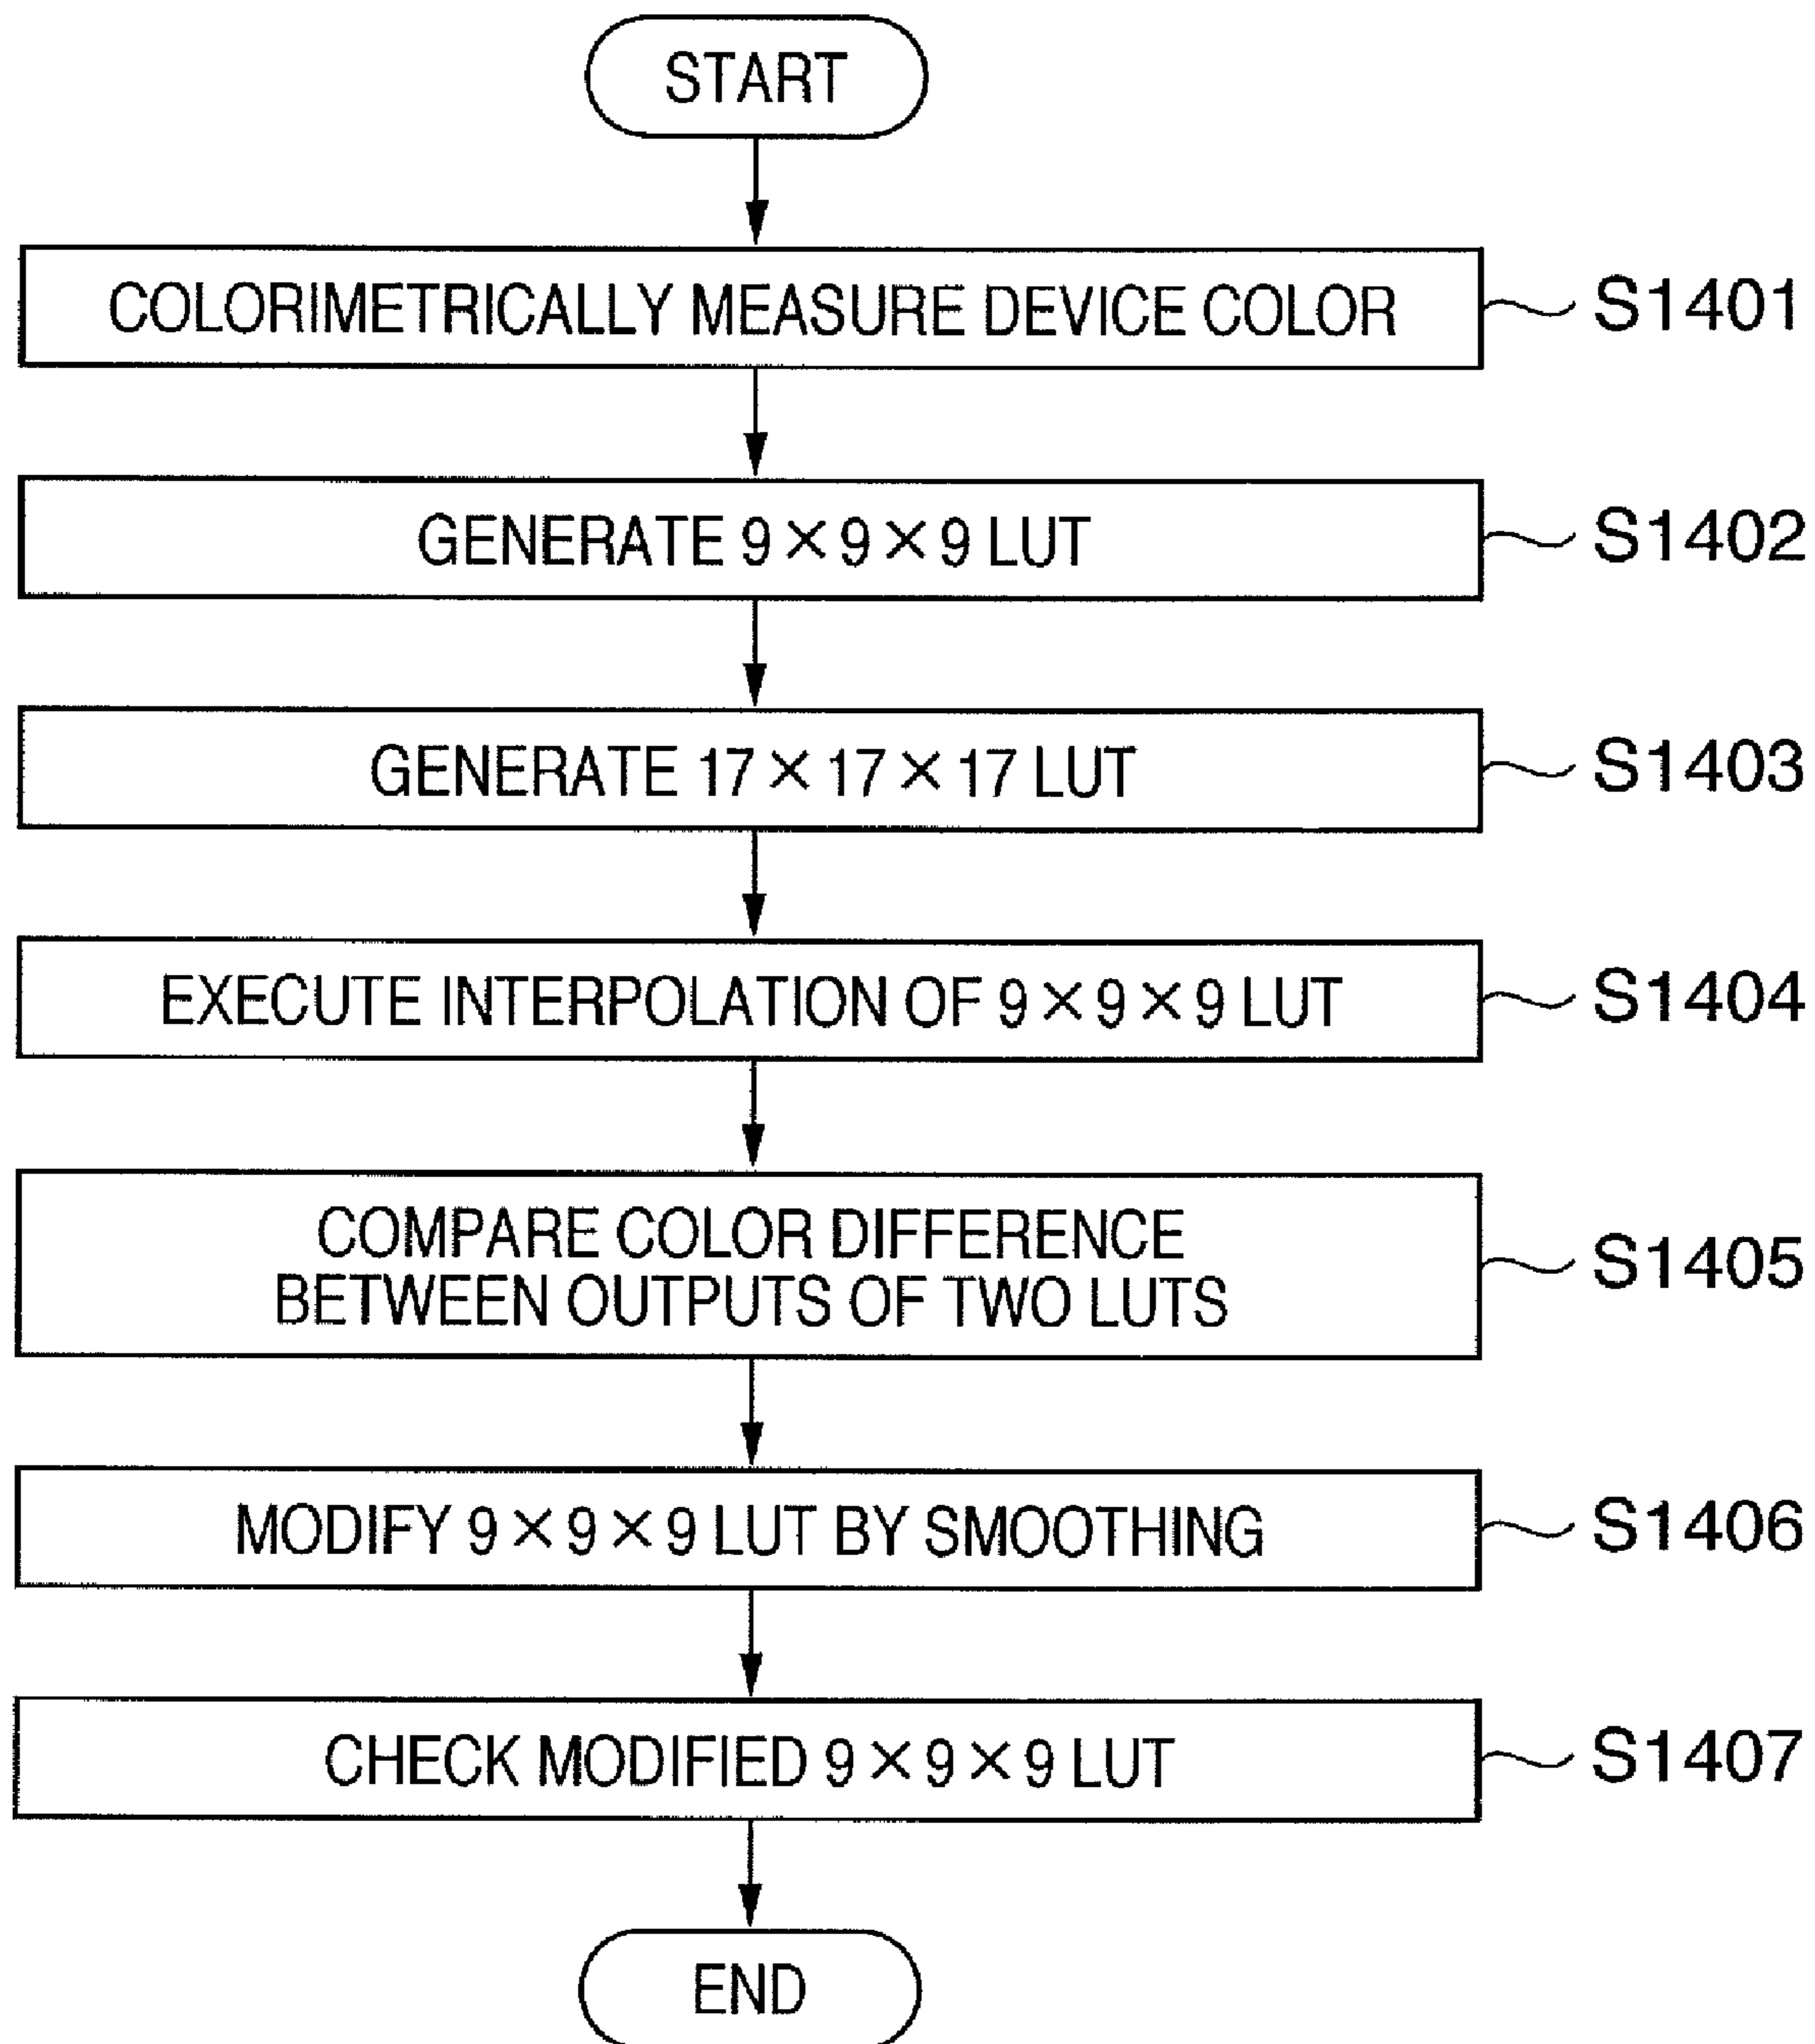 START
COLORIMETRICALLY MEASURE DEVICE COLOR
S1401
GENERATE 9×9×9 LUT
S1402
GENERATE 17×17×17 LUT
S1403
EXECUTE INTERPOLATION OF 9×9×9 LUT
S1404
COMPARE COLOR DIFFERENCE
BETWEEN OUTPUTS OF TWO LUTS
S1405
MODIFY 9×9×9 LUT BY SMOOTHING
S1406
CHECK MODIFIED 9×9×9 LUT
S1407
END